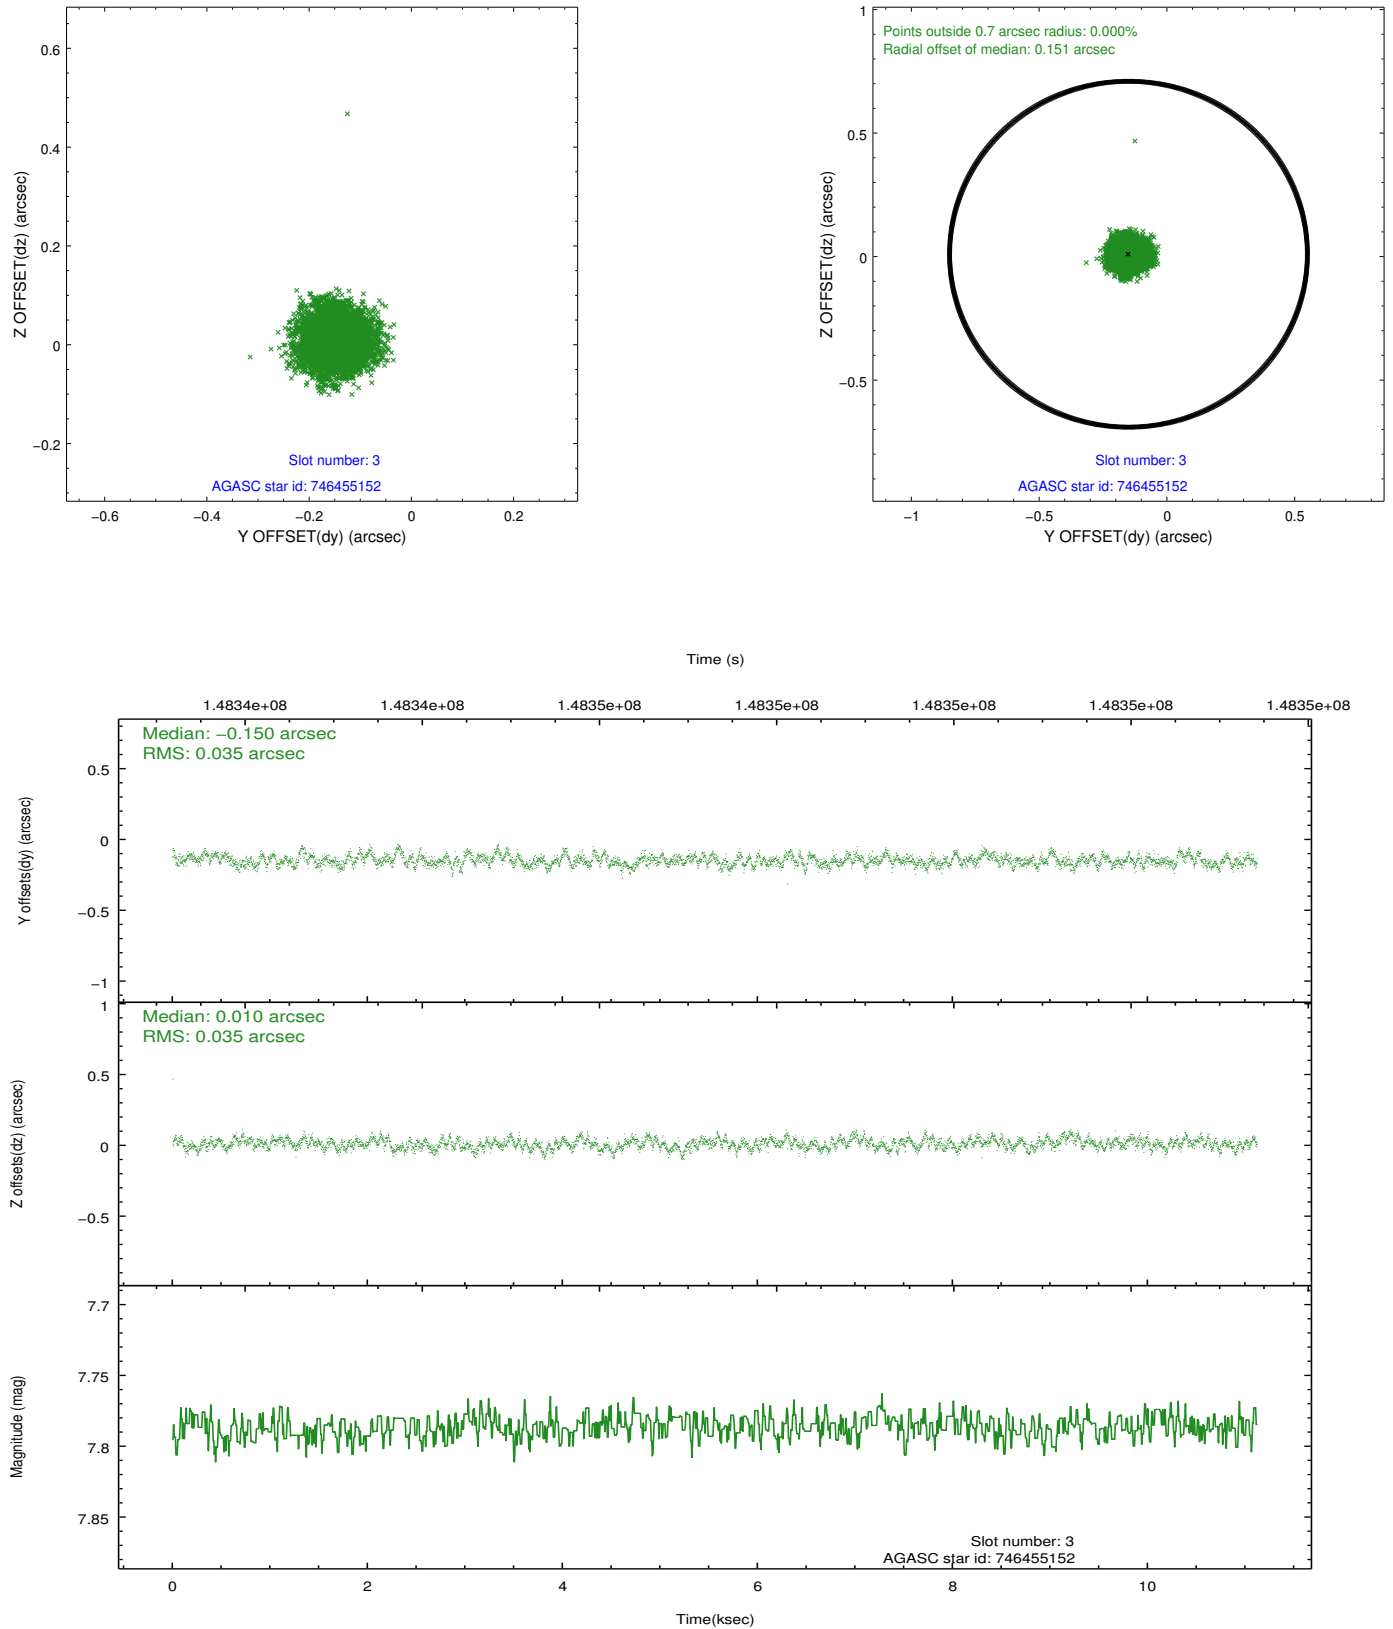 0.6
0.4
0.2
0
−0.2
Z OFFSET(dz) (arcsec)
Slot number: 3
AGASC star id: 746455152
−0.6
−0.4
−0.2
0
0.2
Y OFFSET(dy) (arcsec)
1
0.5
0
−0.5
Z OFFSET(dz) (arcsec)
Points outside 0.7 arcsec radius: 0.000%
Radial offset of median: 0.151 arcsec
Slot number: 3
AGASC star id: 746455152
−1
−0.5
0
0.5
Y OFFSET(dy) (arcsec)
Time (s)
1.4834e+08
1.4834e+08
1.4835e+08
1.4835e+08
1.4835e+08
1.4835e+08
1.4835e+08
Median: −0.150 arcsec
RMS: 0.035 arcsec
0.5
0
−0.5
−1
Y offsets(dy) (arcsec)
Median: 0.010 arcsec
RMS: 0.035 arcsec
1
0.5
0
−0.5
Z offsets(dz) (arcsec)
7.7
7.75
7.8
7.85
Magnitude (mag)
Slot number: 3
AGASC star id: 746455152
0
2
4
6
8
10
Time(ksec)